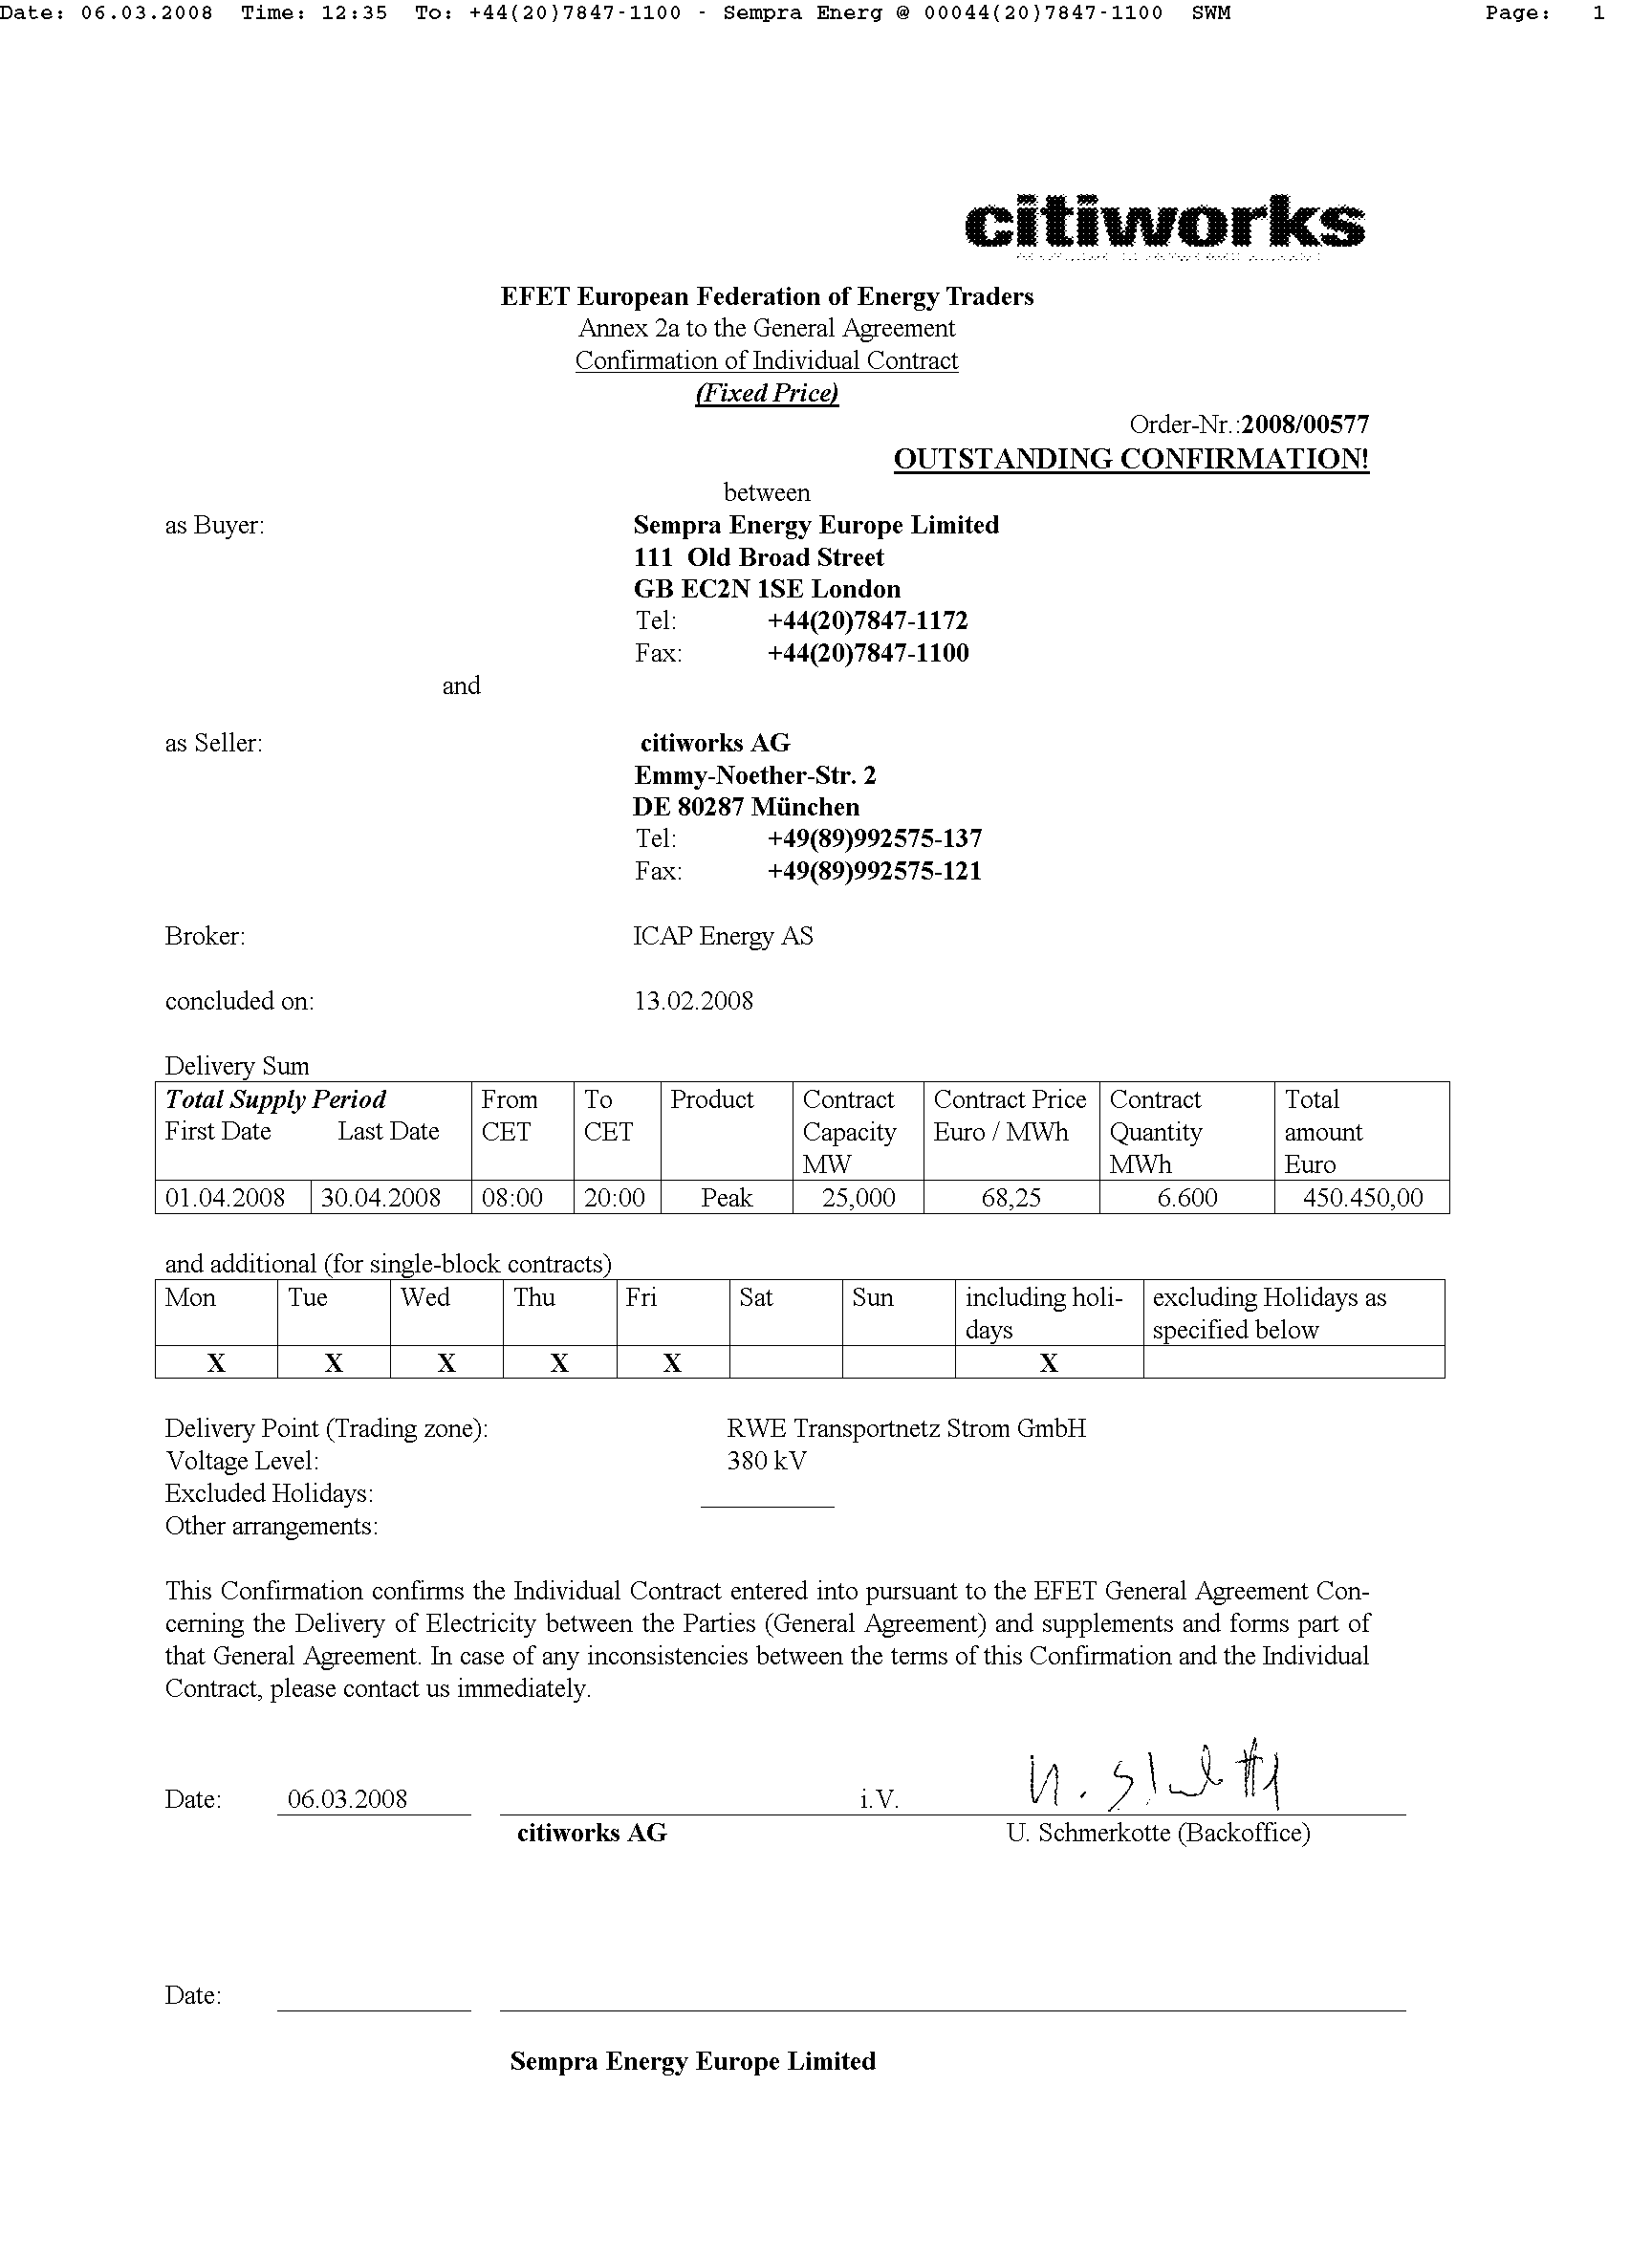 Date: 06.03.2008 Time: 12:35 To: +44(20)7847-1100 - Sempra Energ @ 00044(20)7847-1100 SWM Page: 1
citiworks
EFET European Federation of Energy Traders
Annex 2a to the General Agreement
Confirmation of Individual Contract
(Fixed Price)
Order-Nr.:2008/00577
OUTSTANDING CONFIRMATION!
between
as Buyer: Sempra Energy Europe Limited
111 Old Broad Street
GB EC2N 1SE London
Tel: +44(20)7847-1172
Fax: +44(20)7847-1100
and
as Seller: citiworks AG
Emmy-Noether-Str. 2
DE 80287 München
Tel: +49(89)992575-137
Fax: +49(89)992575-121
Broker: ICAP Energy AS
concluded on: 13.02.2008
Delivery Sum
Total Supply Period From To Product Contract Contract Price Contract Total
First Date Last Date CET CET Capacity Euro / MWh Quantity amount
MW MWh Euro
01.04.2008 30.04.2008 08:00 20:00 Peak 25,000 68,25 6.600 450.450,00
and additional (for single-block contracts)
Mon Tue Wed Thu Fri Sat Sun including holi- excluding Holidays as
days specified below
X X X X X X
Delivery Point (Trading zone): RWE Transportnetz Strom GmbH
Voltage Level: 380 kV
Excluded Holidays:
Other arrangements:
This Confirmation confirms the Individual Contract entered into pursuant to the EFET General Agreement Con-
cerning the Delivery of Electricity between the Parties (General Agreement) and supplements and forms part of
that General Agreement. In case of any inconsistencies between the terms of this Confirmation and the Individual
Contract, please contact us immediately.
Date: 06.03.2008 i.V.
citiworks AG U. Schmerkotte (Backoffice)
Date:
Sempra Energy Europe Limited